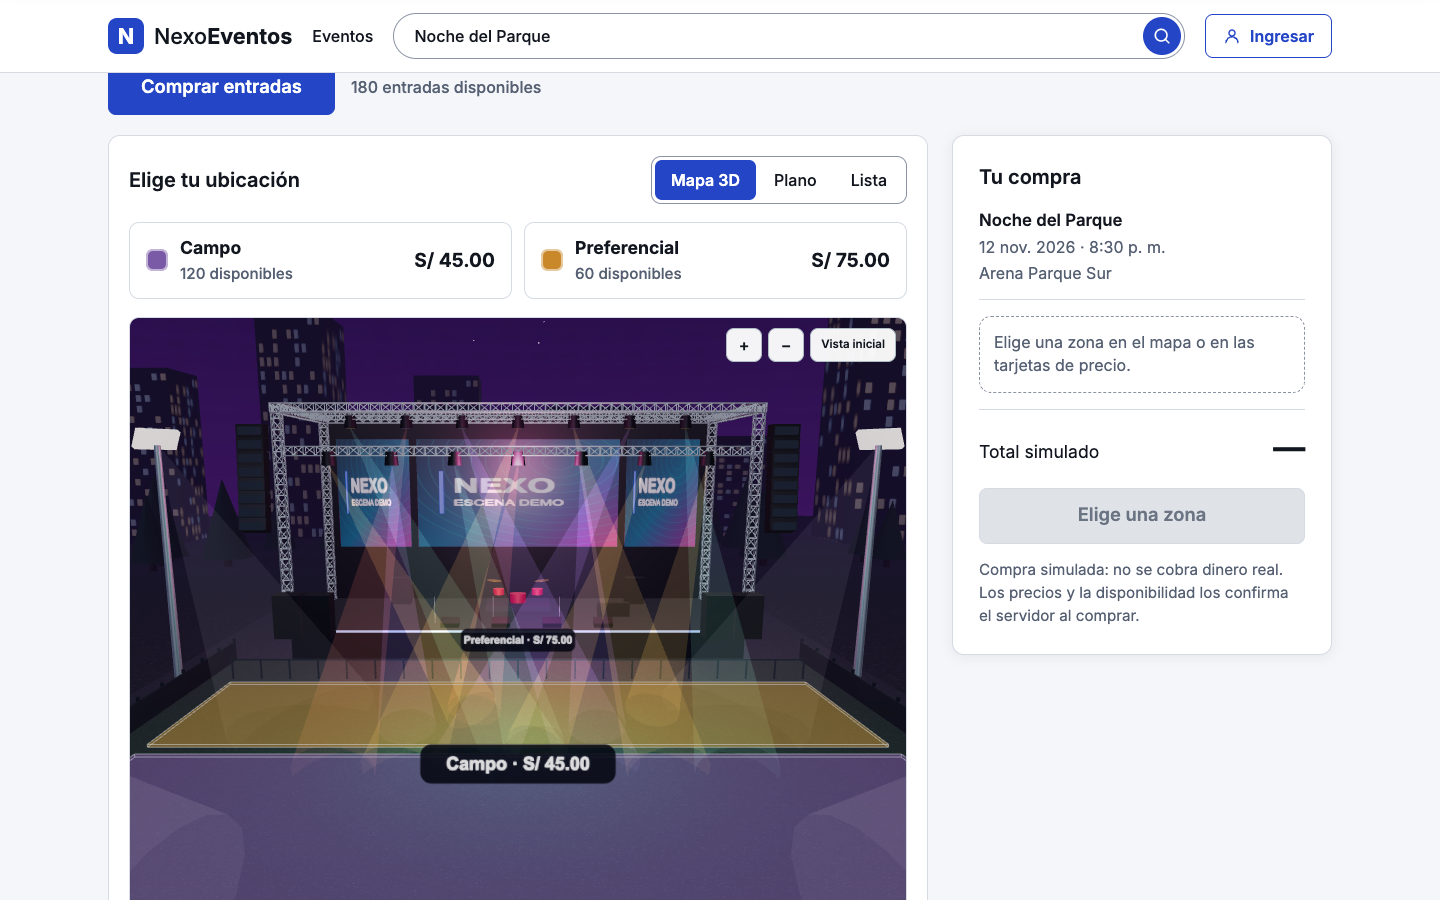 N NexoEventos
Eventos
Noche del Parque
Ingresar
Comprar entradas
180 entradas disponibles
Elige tu ubicación
Mapa 3D
Plano
Lista
Campo
120 disponibles
S/ 45.00
Preferencial
60 disponibles
S/ 75.00
+
−
Vista inicial
NEXO
ESCENA DEMO
NEXO
ESCENA DEMO
NEXO
ESCENA DEMO
Preferencial · S/ 75.00
Campo · S/ 45.00
Tu compra
Noche del Parque
12 nov. 2026 · 8:30 p. m.
Arena Parque Sur
Elige una zona en el mapa o en las
tarjetas de precio.
Total simulado
—
Elige una zona
Compra simulada: no se cobra dinero real.
Los precios y la disponibilidad los confirma
el servidor al comprar.